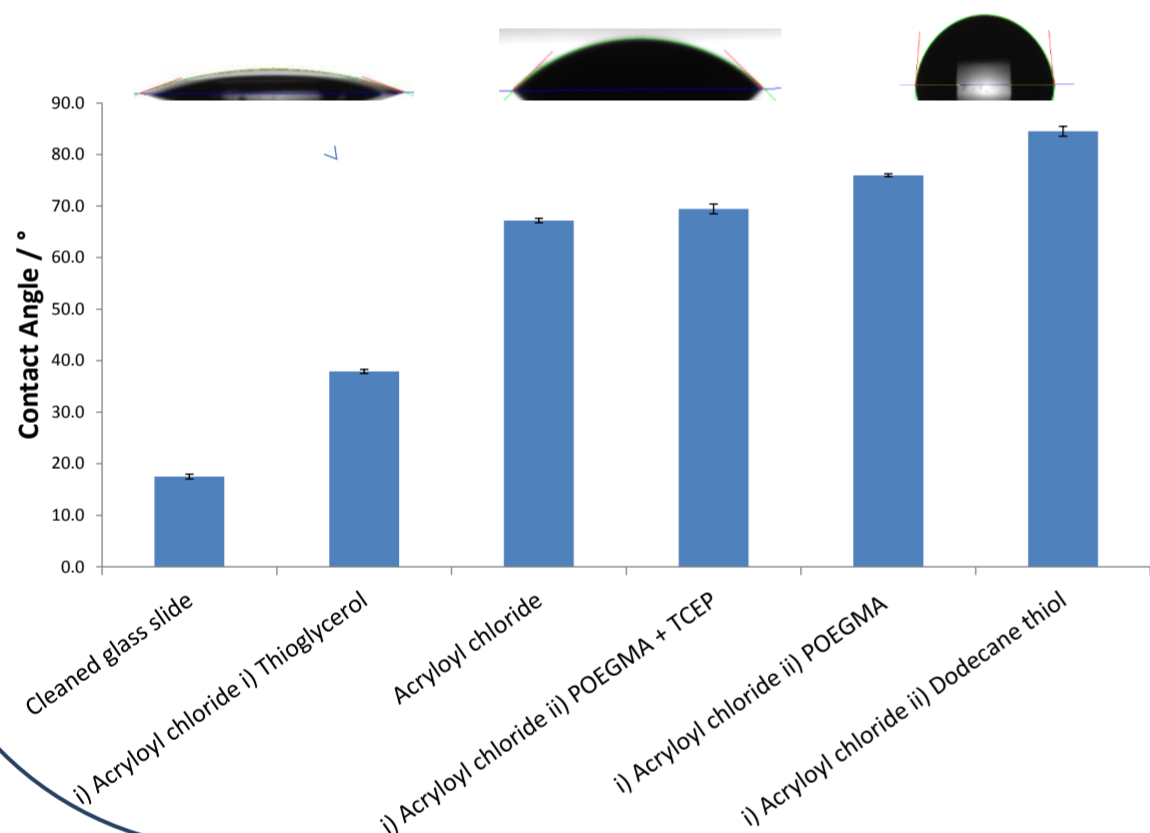 90.0
80.0
70.0
60.0
50.0
40.0
30.0
20.0
10.0
0.0
Contact Angle / °
Cleaned glass slide
i) Acryloyl chloride i) Thioglycerol
Acryloyl chloride
i) Acryloyl chloride ii) POEGMA + TCEP
i) Acryloyl chloride ii) POEGMA
i) Acryloyl chloride ii) Dodecane thiol